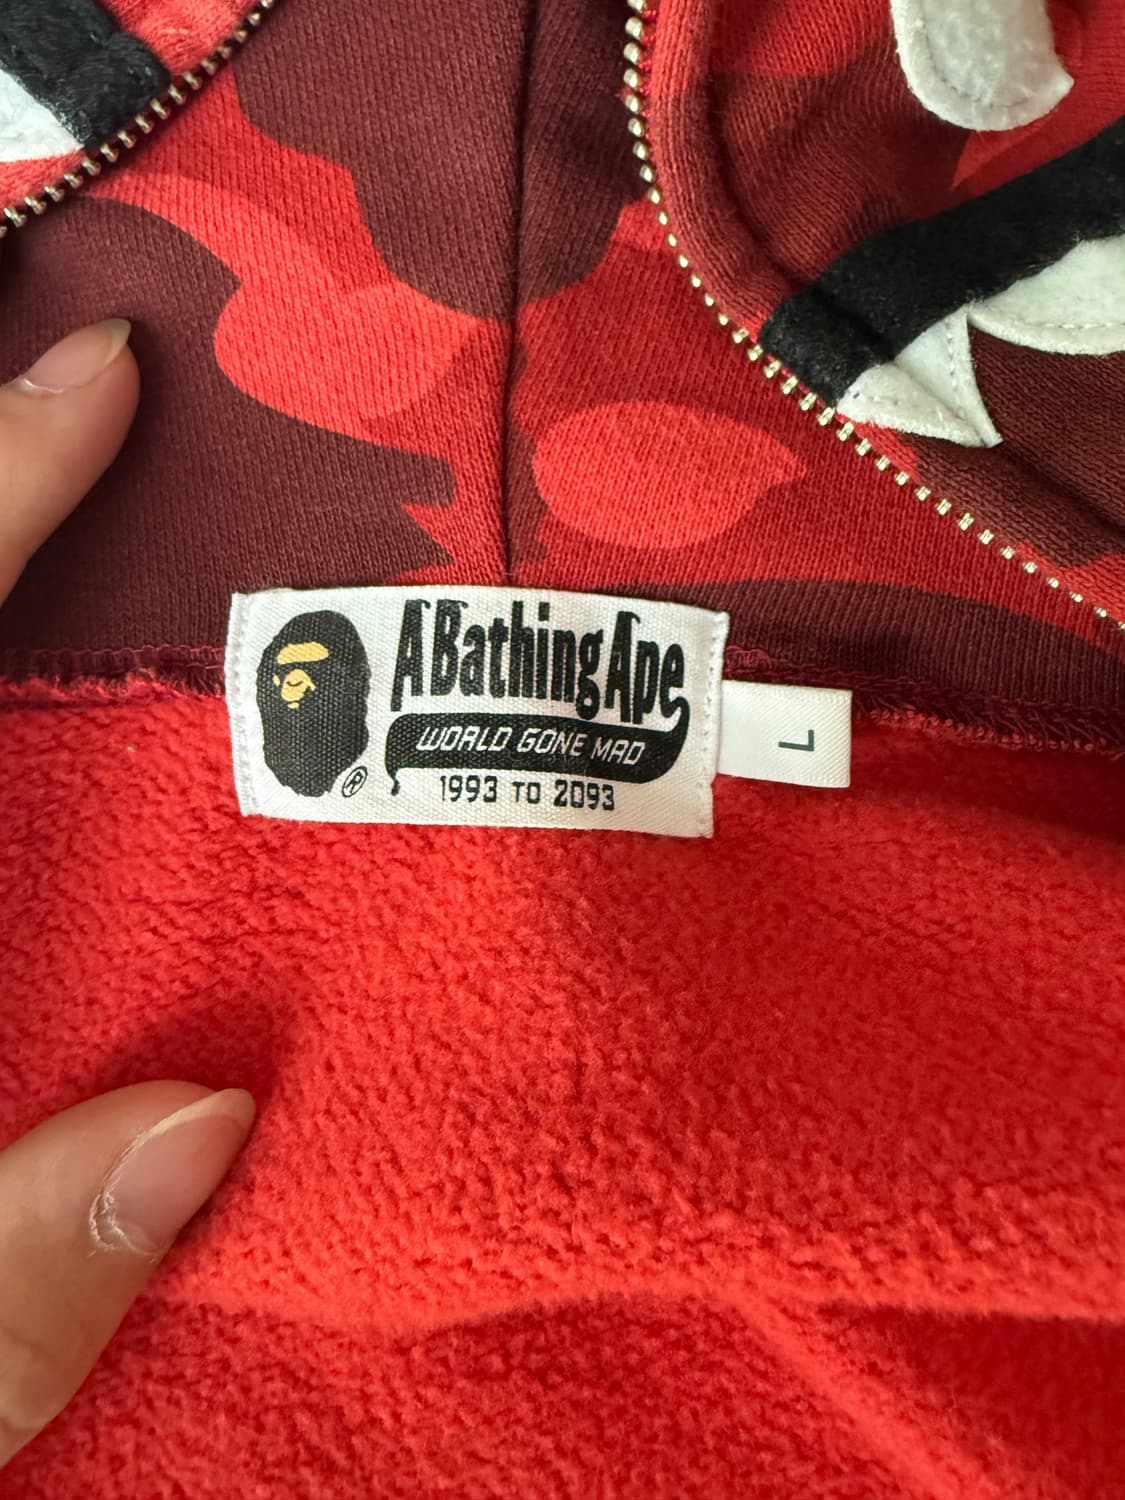 A Bathing Ape
WORLD GONE MAD
®
1993 TO 2093
L